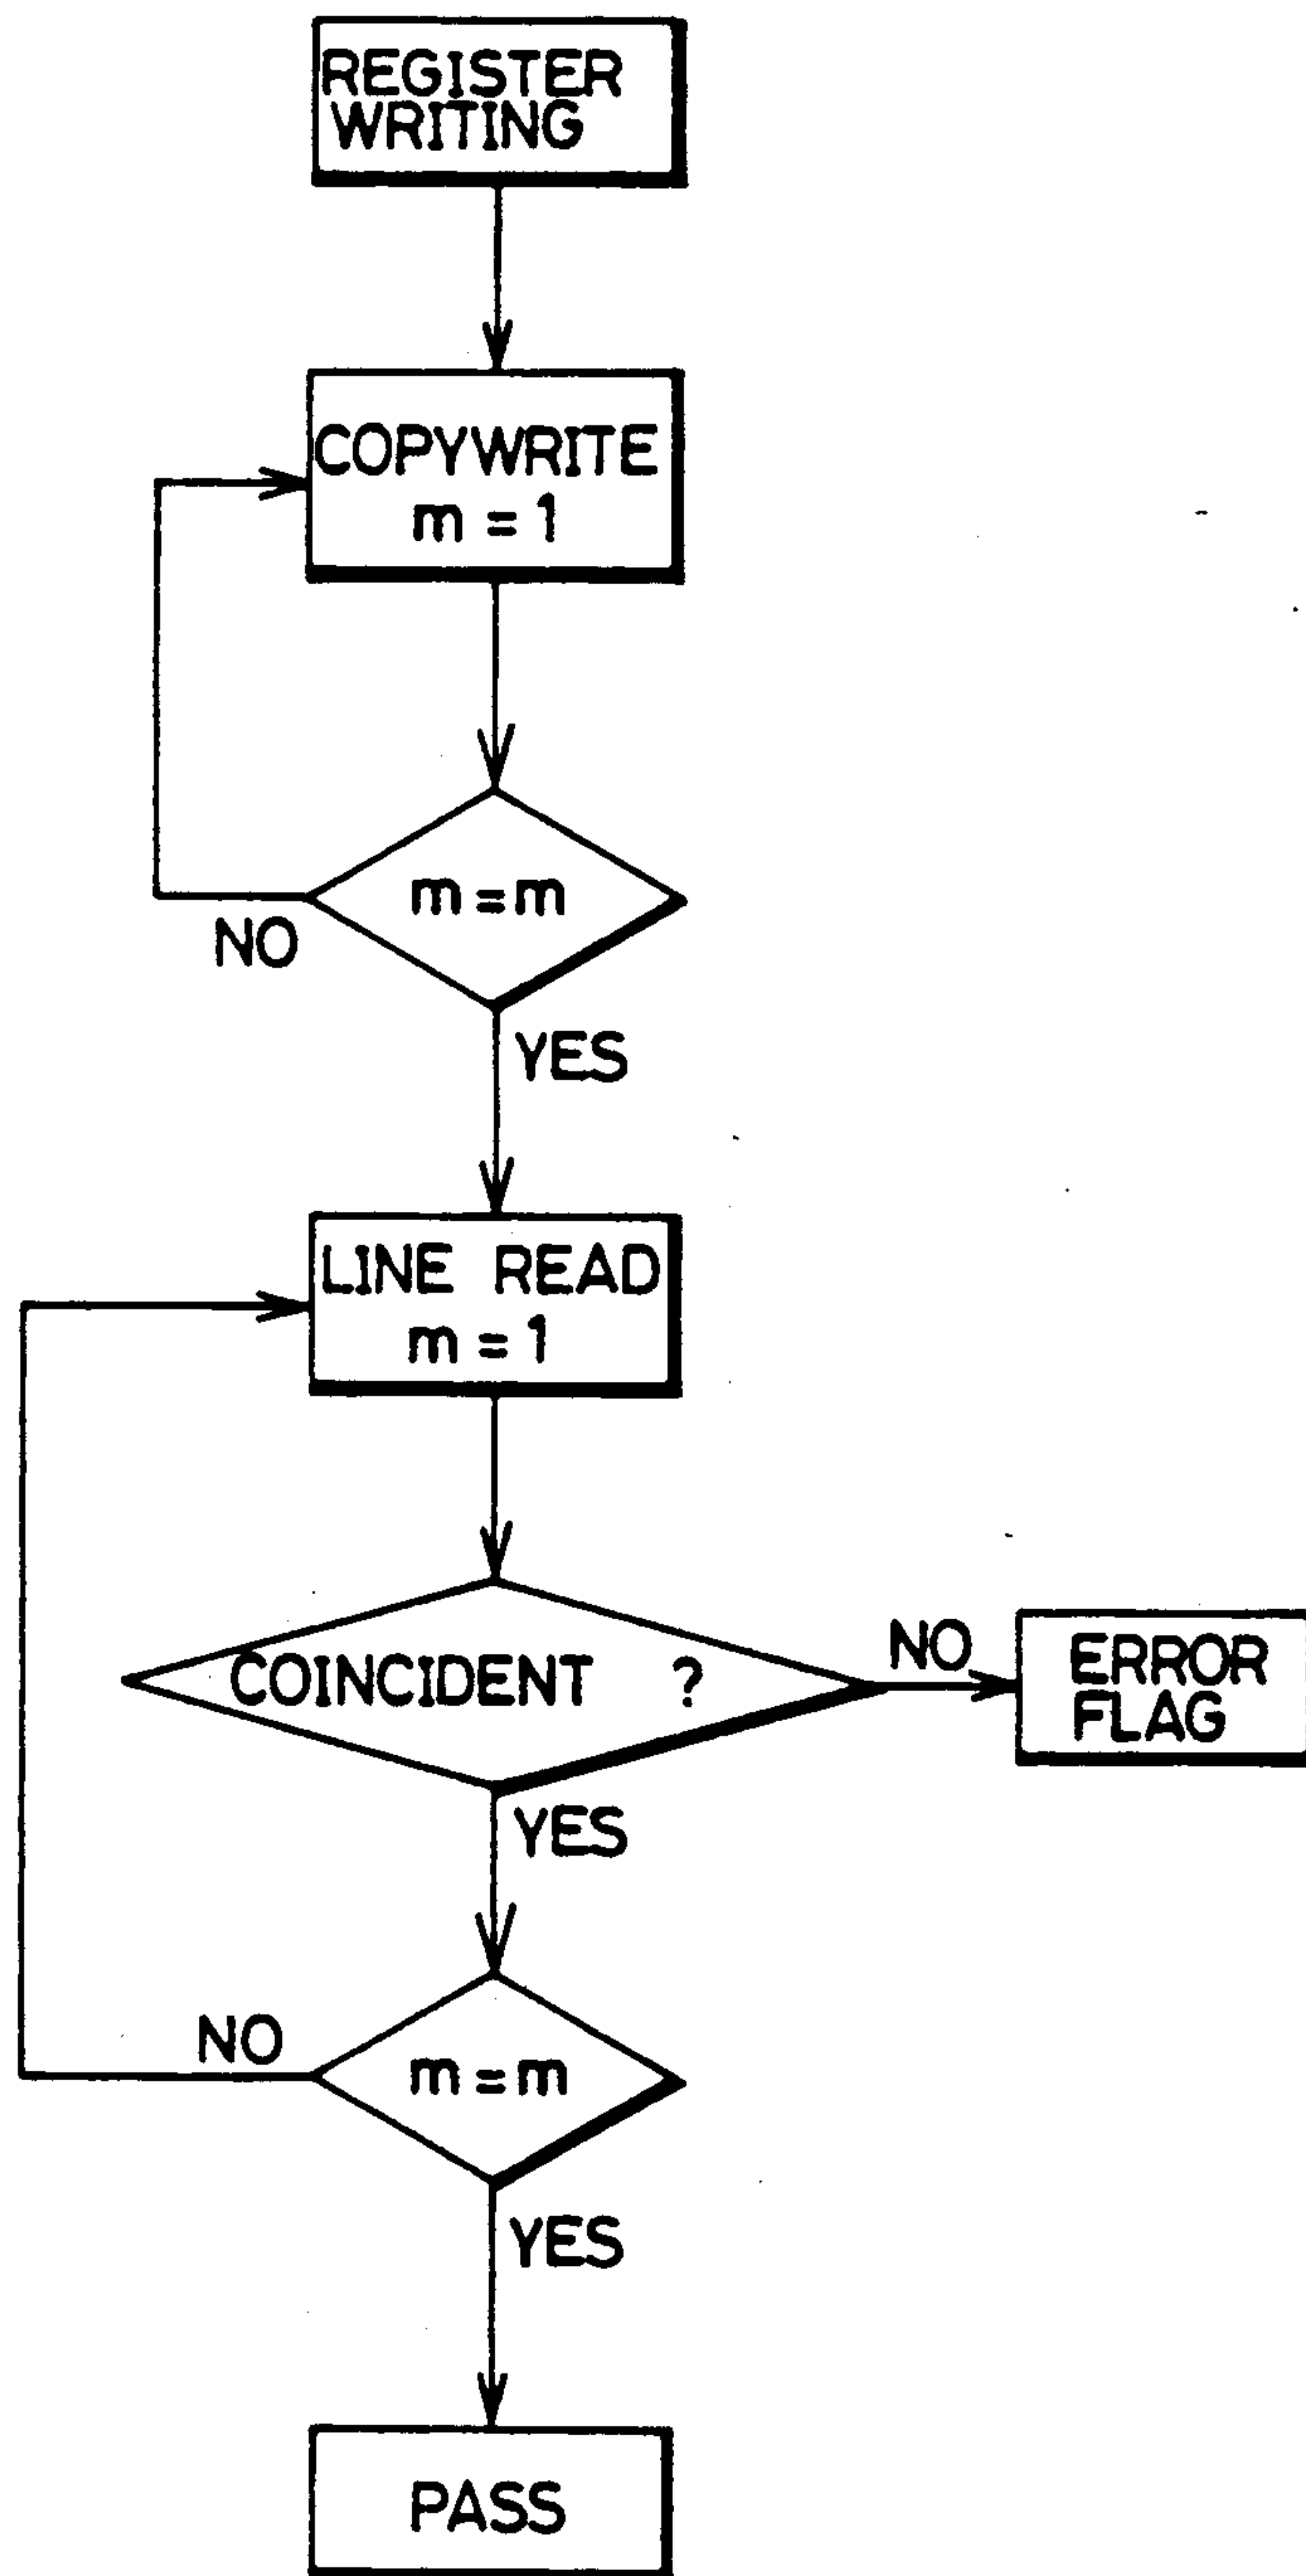 REGISTER
WRITING
COPYWRITE
m = 1
m = m
NO
YES
LINE READ
m = 1
COINCIDENT ?
NO
ERROR
FLAG
YES
NO
m = m
YES
PASS